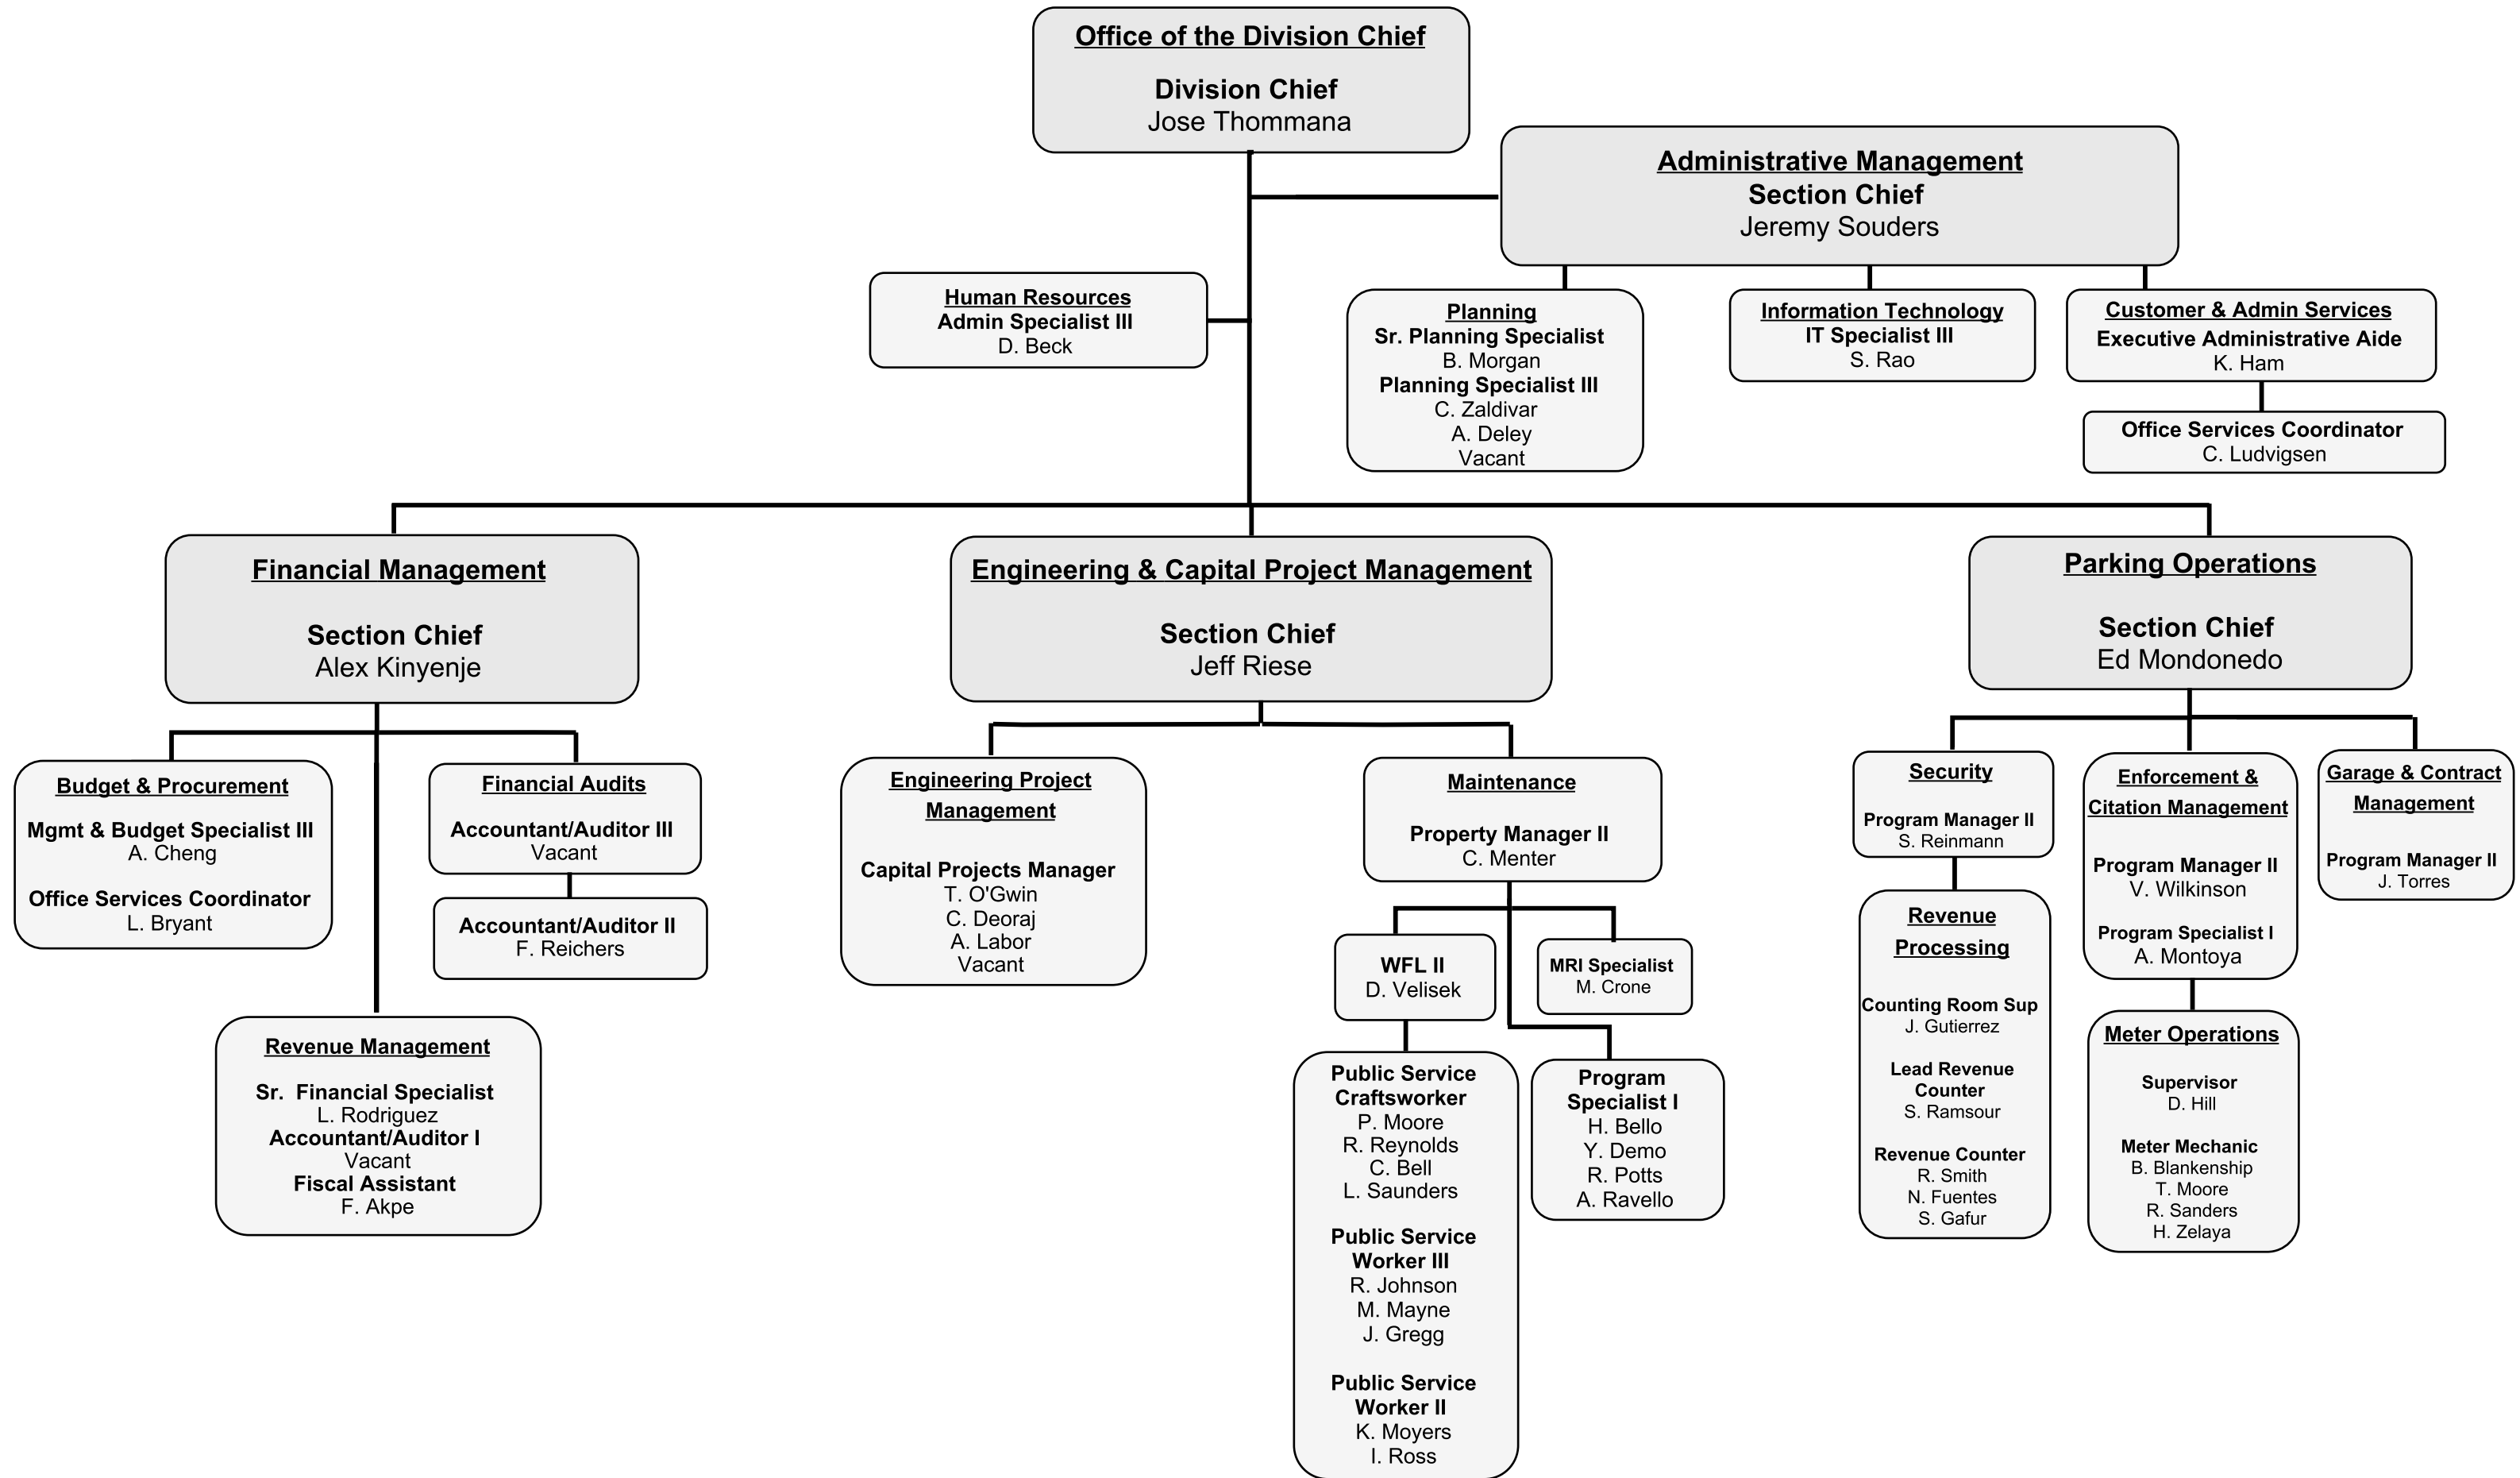 Office of the Division Chief
Division Chief
Jose Thommana
Administrative Management
Section Chief
Jeremy Souders
Human Resources
Admin Specialist III
D. Beck
Planning
Sr. Planning Specialist
B. Morgan
Planning Specialist III
C. Zaldivar
A. Deley
Vacant
Information Technology
IT Specialist III
S. Rao
Customer & Admin Services
Executive Administrative Aide
K. Ham
Office Services Coordinator
C. Ludvigsen
Financial Management
Section Chief
Alex Kinyenje
Engineering & Capital Project Management
Section Chief
Jeff Riese
Parking Operations
Section Chief
Ed Mondonedo
Budget & Procurement
Mgmt & Budget Specialist III
A. Cheng
Office Services Coordinator
L. Bryant
Financial Audits
Accountant/Auditor III
Vacant
Accountant/Auditor II
F. Reichers
Revenue Management
Sr. Financial Specialist
L. Rodriguez
Accountant/Auditor I
Vacant
Fiscal Assistant
F. Akpe
Engineering Project
Management
Capital Projects Manager
T. O'Gwin
C. Deoraj
A. Labor
Vacant
Maintenance
Property Manager II
C. Menter
WFL II
D. Velisek
MRI Specialist
M. Crone
Public Service
Craftsworker
P. Moore
R. Reynolds
C. Bell
L. Saunders
Public Service
Worker III
R. Johnson
M. Mayne
J. Gregg
Public Service
Worker II
K. Moyers
I. Ross
Program
Specialist I
H. Bello
Y. Demo
R. Potts
A. Ravello
Security
Program Manager II
S. Reinmann
Revenue
Processing
Counting Room Sup
J. Gutierrez
Lead Revenue
Counter
S. Ramsour
Revenue Counter
R. Smith
N. Fuentes
S. Gafur
Enforcement &
Citation Management
Program Manager II
V. Wilkinson
Program Specialist I
A. Montoya
Meter Operations
Supervisor
D. Hill
Meter Mechanic
B. Blankenship
T. Moore
R. Sanders
H. Zelaya
Garage & Contract
Management
Program Manager II
J. Torres